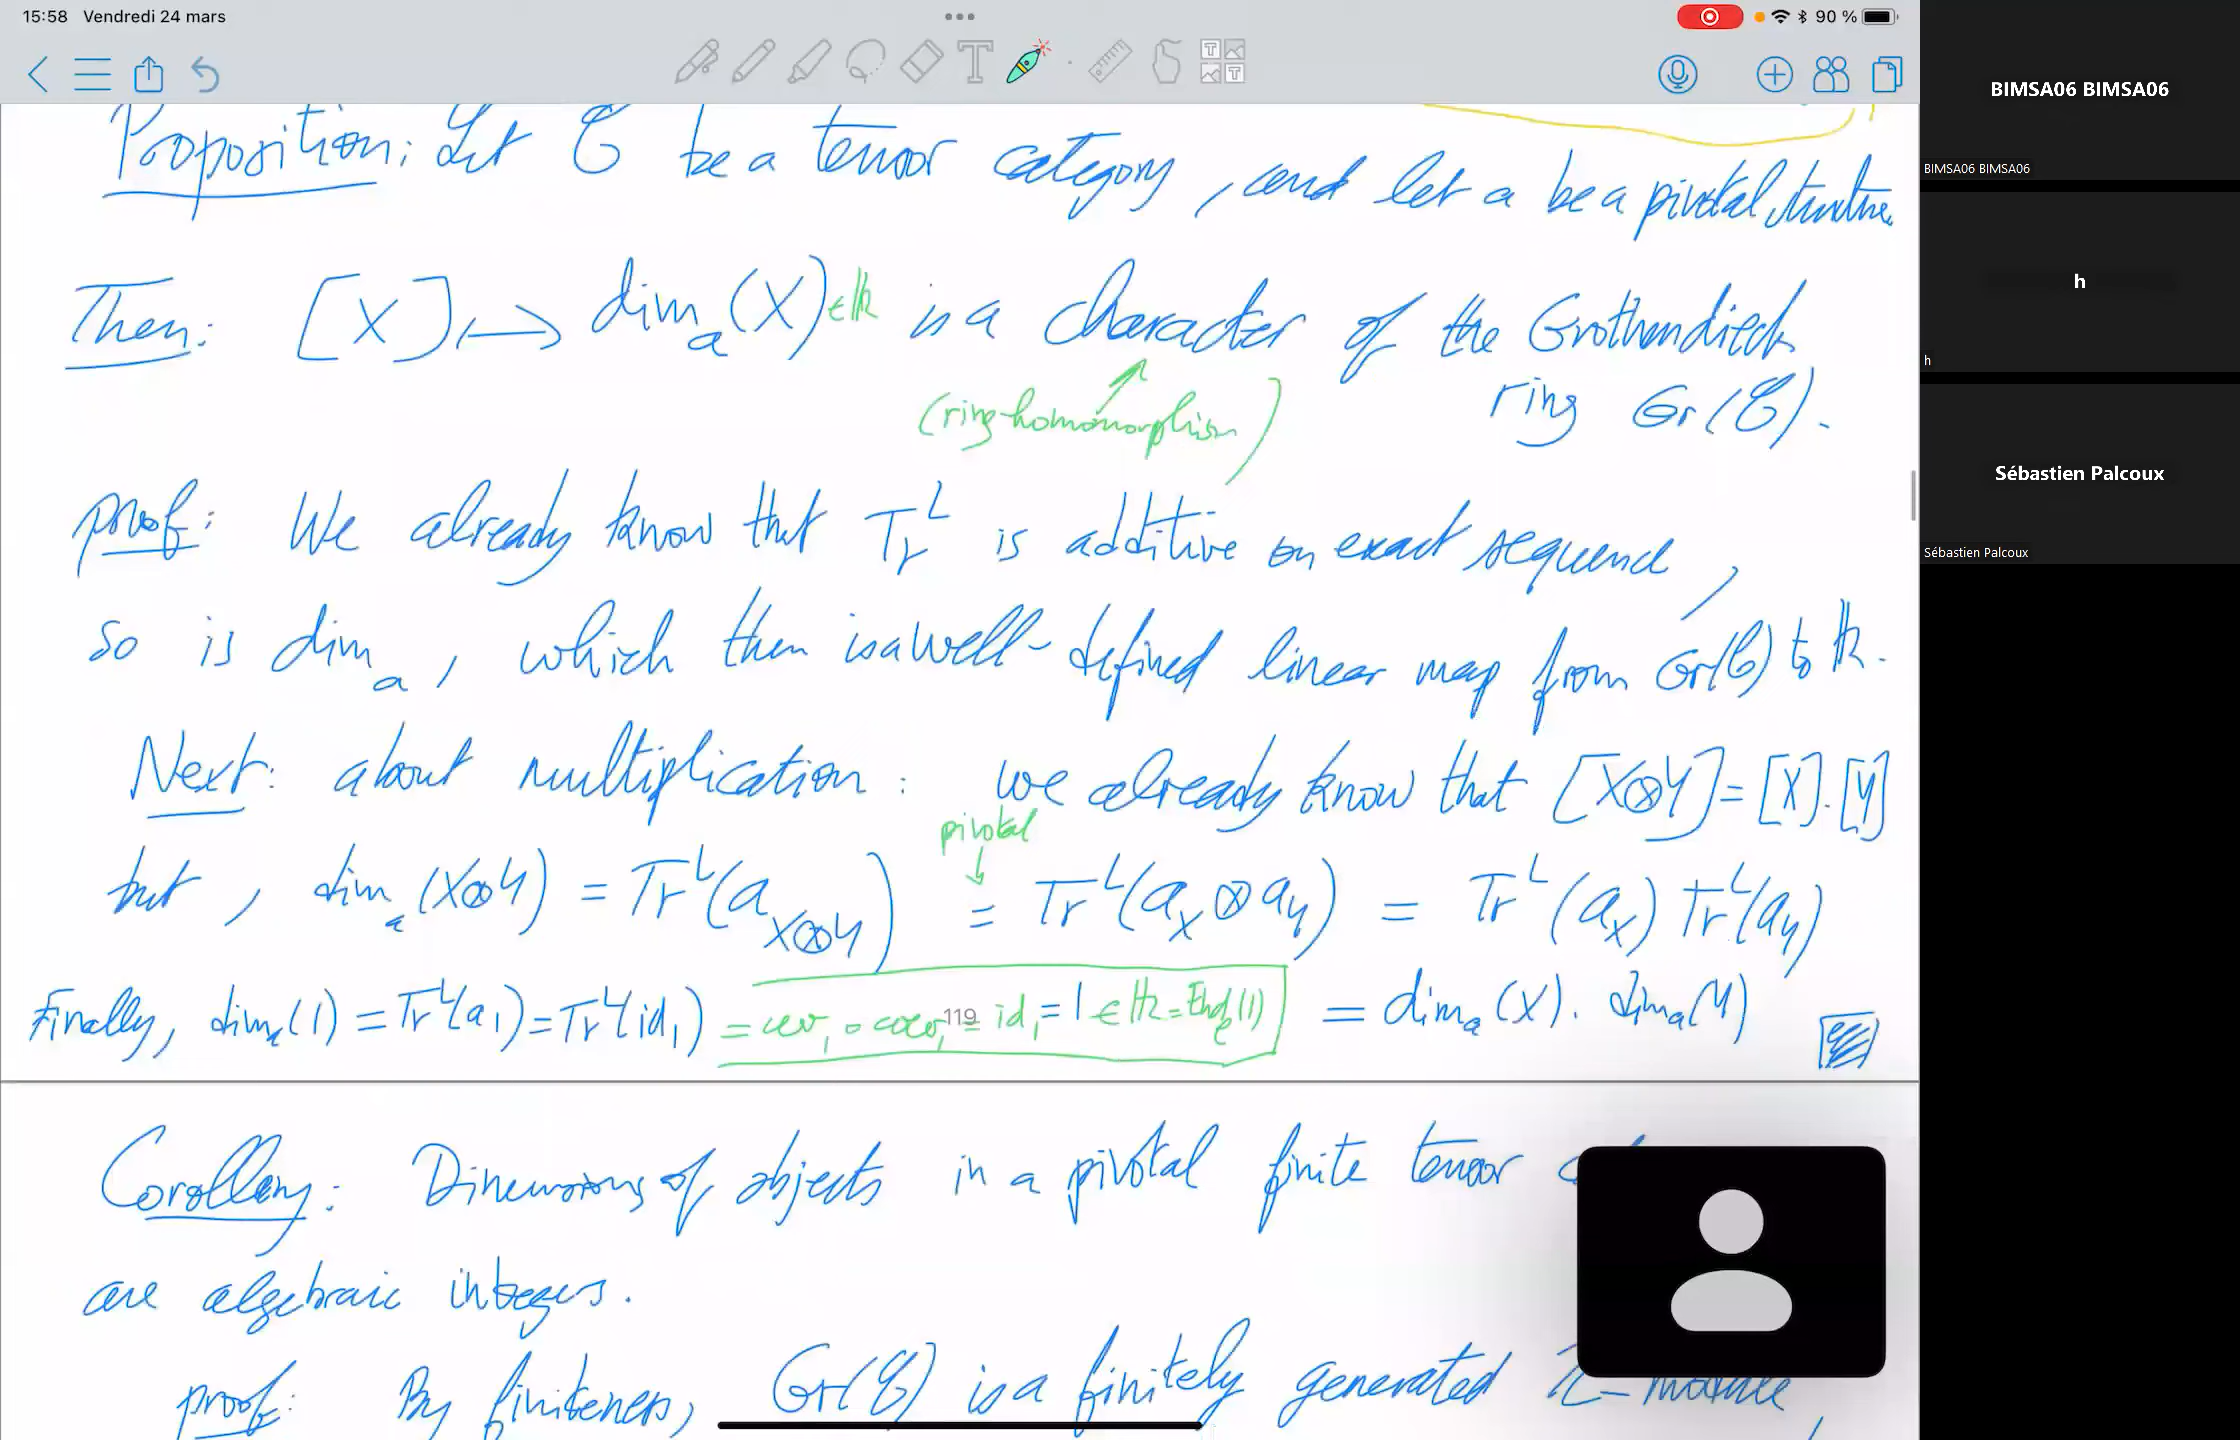 15:58 Vendredi 24 mars
90 %
Proposition: Let C be a tensor category, and let a be a pivotal structure.
Then: [X] ↦ dim_a(X) ∈ 𝕜 is a character of the Grothendieck
(ring homomorphism)
ring Gr(C).
proof: We already know that Tr^L is additive on exact sequence,
so is dim_a, which then is a well-defined linear map from Gr(C) to 𝕜.
Next: about multiplication: we already know that [X⊗Y] = [X].[Y]
pivotal
but, dim_a(X⊗Y) = Tr^L(a_{X⊗Y}) = Tr^L(a_X ⊗ a_Y) = Tr^L(a_X) Tr^L(a_Y)
Finally, dim_a(1) = Tr^L(a_1) = Tr^L(id_1) = ev_1 ∘ coev_1 = id_1 = 1 ∈ 𝕜 = End_C(1) = dim_a(X). dim_a(Y)
119
Corollary: Dimensions of objects in a pivotal finite tensor
are algebraic integers.
proof: By finiteness, Gr(C) is a finitely generated ℤ-module,
BIMSA06 BIMSA06
BIMSA06 BIMSA06
h
h
Sébastien Palcoux
Sébastien Palcoux